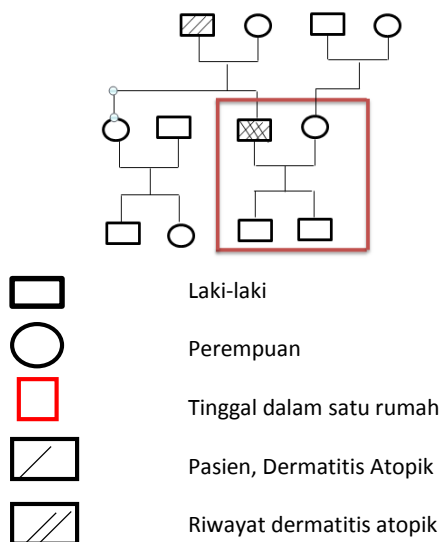 Laki-laki
Perempuan
Tinggal dalam satu rumah
Pasien, Dermatitis Atopik
Riwayat dermatitis atopik